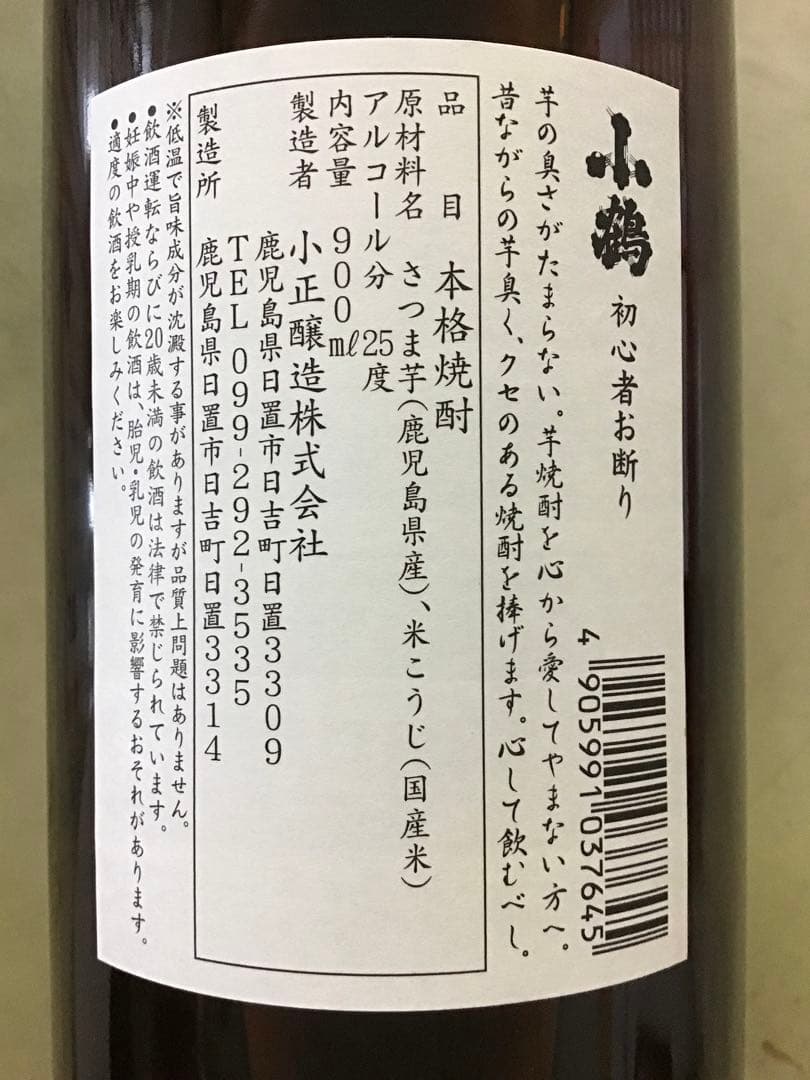 小鶴 初心者お断り
芋の臭さがたまらない。芋焼酎を心から愛してやまない方へ。
昔ながらの芋臭く、クセのある焼酎を捧げます。心して飲むべし。
4 905991 037645
品目 本格焼酎
原材料名 さつま芋(鹿児島県産)、米こうじ(国産米)
アルコール分 25度
内容量 900㎖
製造者 小正醸造株式会社
鹿児島県日置市日吉町日置3309
TEL 099-292-3535
製造所 鹿児島県日置市日吉町日置3314
※低温で旨味成分が沈澱する事がありますが品質上問題はありません。
●飲酒運転ならびに20歳未満の飲酒は法律で禁じられています。
●妊娠中や授乳期の飲酒は、胎児・乳児の発育に影響するおそれがあります。
●適度の飲酒をお楽しみください。